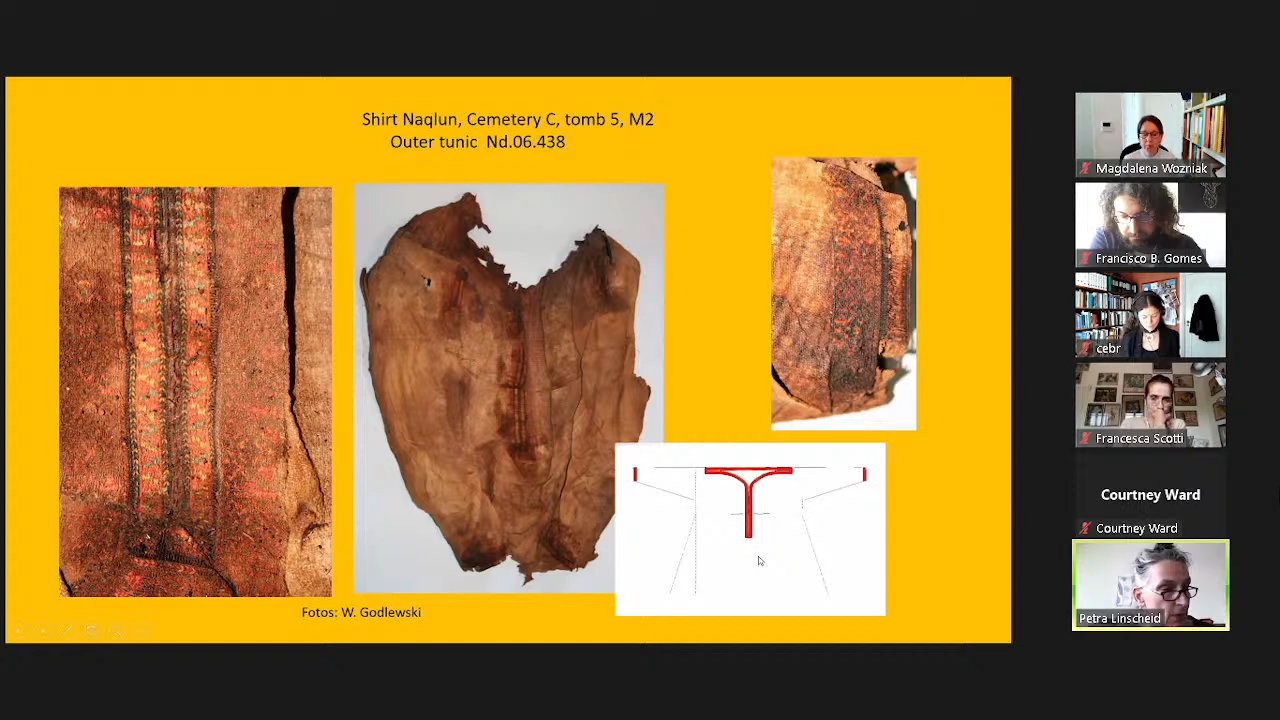 Shirt Naqlun, Cemetery C, tomb 5, M2
Outer tunic Nd.06.438
Fotos: W. Godlewski
Magdalena Wozniak
Francisco B. Gomes
cebr
Francesca Scotti
Courtney Ward
Courtney Ward
Petra Linscheid